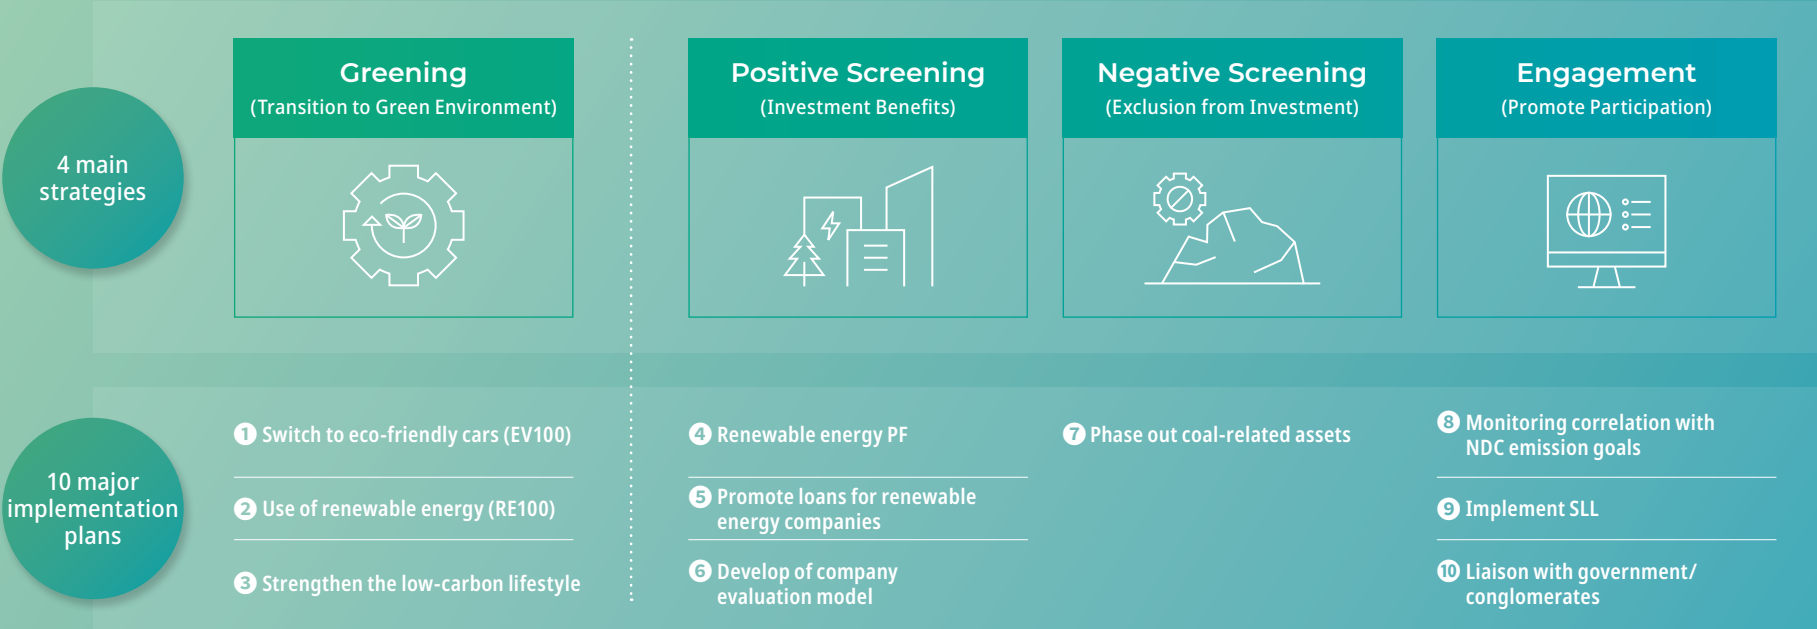 4 main
strategies
Greening
(Transition to Green Environment)
Positive Screening
(Investment Benefits)
Negative Screening
(Exclusion from Investment)
Engagement
(Promote Participation)
10 major
implementation
plans
1 Switch to eco-friendly cars (EV100)
2 Use of renewable energy (RE100)
3 Strengthen the low-carbon lifestyle
4 Renewable energy PF
5 Promote loans for renewable
energy companies
6 Develop of company
evaluation model
7 Phase out coal-related assets
8 Monitoring correlation with
NDC emission goals
9 Implement SLL
10 Liaison with government/
conglomerates